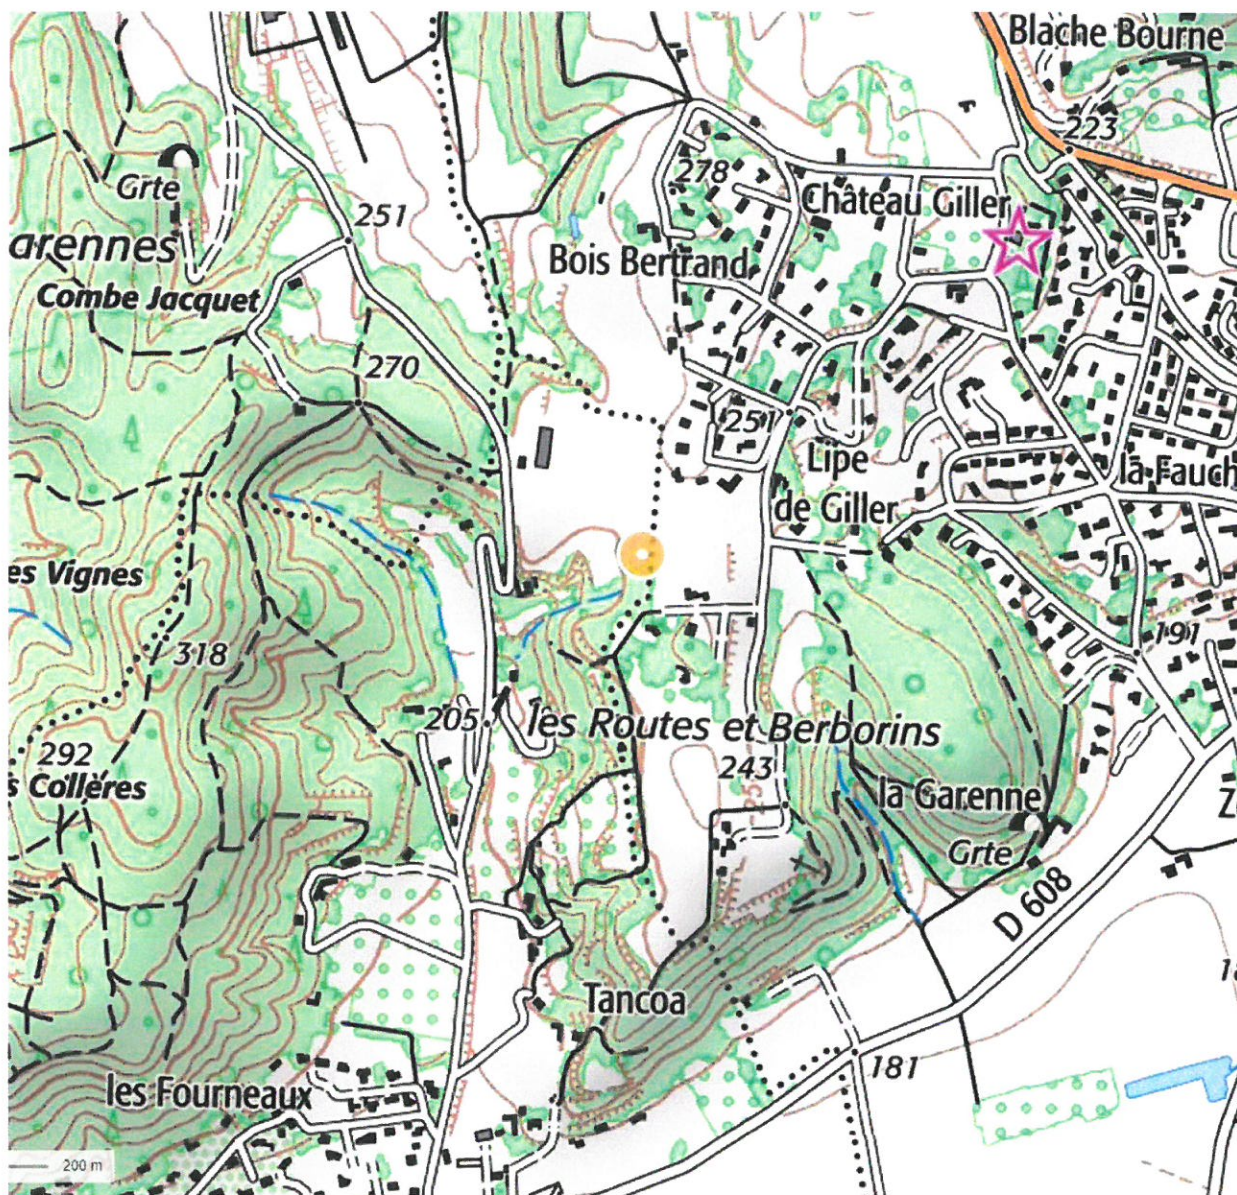 Blache Bourne
223
Grte
278
Château Giller
251
arennes
Bois Bertrand
Combe Jacquet
270
251
Lipe
de Giller
la Fauch
es Vignes
191
318
205
les Routes et Berborins
292
243
s Collères
la Garenne
Grte
D 608
Tancoa
181
les Fourneaux
200 m